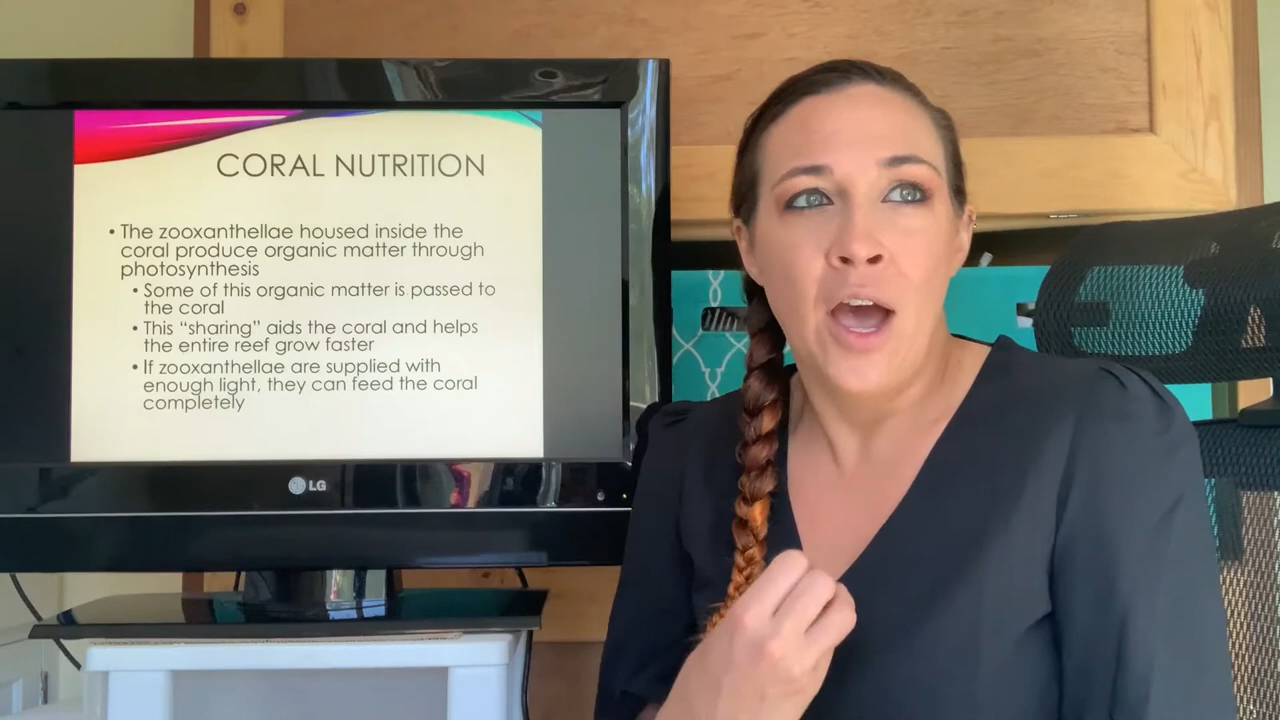 CORAL NUTRITION
• The zooxanthellae housed inside the
coral produce organic matter through
photosynthesis
• Some of this organic matter is passed to
the coral
• This “sharing” aids the coral and helps
the entire reef grow faster
• If zooxanthellae are supplied with
enough light, they can feed the coral
completely
LG